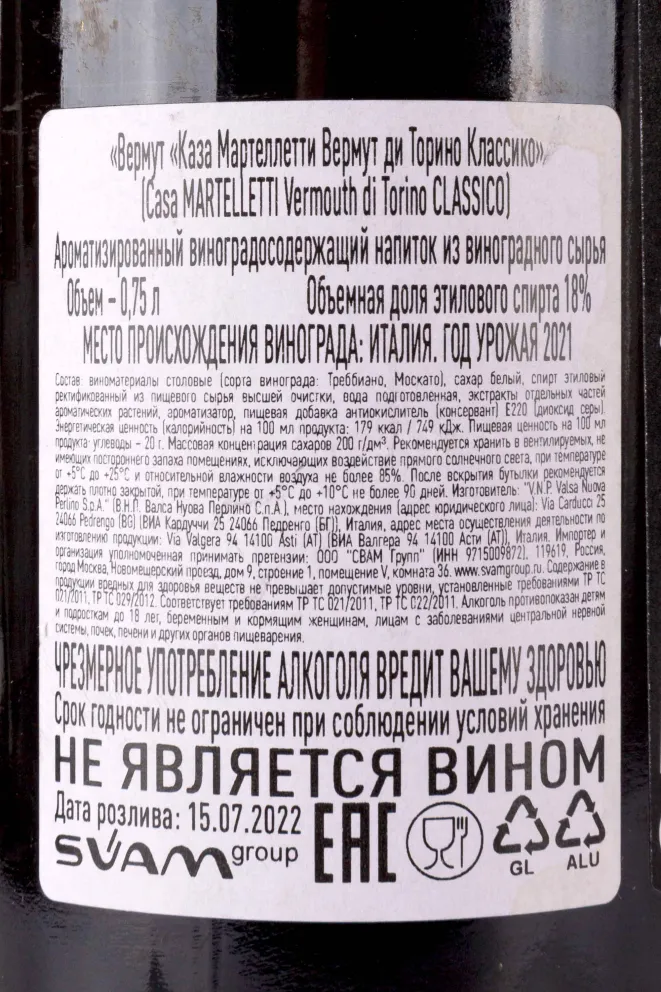 «Вермут «Каза Мартеллетти Вермут ди Торино Классико»
(Casa MARTELLETTI Vermouth di Torino CLASSICO)
Ароматизированный виноградосодержащий напиток из виноградного сырья
Объем – 0,75 л Объемная доля этилового спирта 18%
МЕСТО ПРОИСХОЖДЕНИЯ ВИНОГРАДА: ИТАЛИЯ. ГОД УРОЖАЯ 2021
Состав: виноматериалы столовые (сорта винограда: Треббиано, Москато), сахар белый, спирт этиловый
ректификованный из пищевого сырья высшей очистки, вода подготовленная, экстракты отдельных частей
ароматических растений, ароматизатор, пищевая добавка антиокислитель (консервант) Е220 (диоксид серы).
Энергетическая ценность (калорийность) на 100 мл продукта: 179 ккал / 749 кДж. Пищевая ценность на 100 мл
продукта: углеводы – 20 г. Массовая концентрация сахаров 200 г/дм³. Рекомендуется хранить в вентилируемых, не
имеющих постороннего запаха помещениях, исключающих воздействие прямого солнечного света, при температуре
от +5°С до +25°С и относительной влажности воздуха не более 85%. После вскрытия бутылки рекомендуется
держать плотно закрытой, при температуре от +5°С до +10°С не более 90 дней. Изготовитель: "V.N.P. Valsa Nuova
Perlino S.p.A." (В.Н.П. Валса Нуова Перлино С.п.А.), место нахождения (адрес юридического лица): Via Carducci 25
24066 Pedrengo (BG) (ВИА Кардуччи 25 24066 Педренго (БГ)), Италия, адрес места осуществления деятельности по
изготовлению продукции: Via Valgera 94 14100 Asti (AT) (ВИА Валгера 94 14100 Асти (АТ)), Италия. Импортер и
организация уполномоченная принимать претензии: ООО "СВАМ Групп" (ИНН 9715009872). 119619, Россия,
город Москва, Новомещерский проезд, дом 9, строение 1, помещение V, комната 36. www.svamgroup.ru. Содержание в
продукции вредных для здоровья веществ не превышает допустимые уровни, установленные требованиями ТР ТС
021/2011, ТР ТС 029/2012. Соответствует требованиям ТР ТС 021/2011, ТР ТС 022/2011. Алкоголь противопоказан детям
и подросткам до 18 лет, беременным и кормящим женщинам, лицам с заболеваниями центральной нервной
системы, почек, печени и других органов пищеварения.
ЧРЕЗМЕРНОЕ УПОТРЕБЛЕНИЕ АЛКОГОЛЯ ВРЕДИТ ВАШЕМУ ЗДОРОВЬЮ
Срок годности не ограничен при соблюдении условий хранения
НЕ ЯВЛЯЕТСЯ ВИНОМ
Дата розлива: 15.07.2022
SVAM group
EAC
GL
ALU